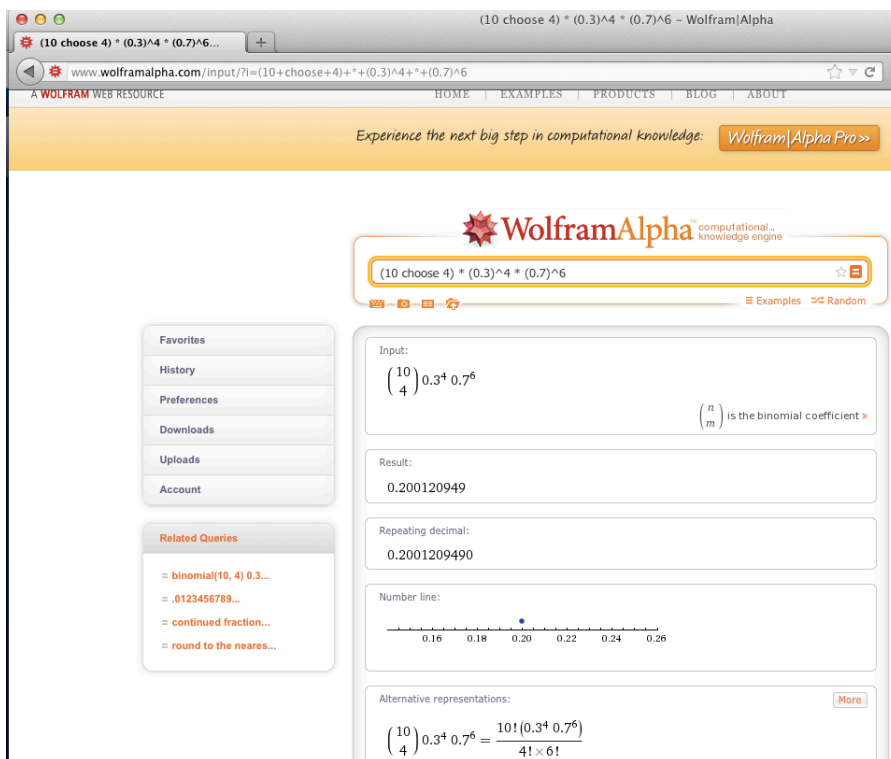 (10 choose 4) * (0.3)^4 * (0.7)^6 – Wolfram|Alpha
(10 choose 4) * (0.3)^4 * (0.7)^6...
www.wolframalpha.com/input/?i=(10+choose+4)+*+(0.3)^4+*+(0.7)^6
A WOLFRAM WEB RESOURCE HOME | EXAMPLES | PRODUCTS | BLOG | ABOUT
Experience the next big step in computational knowledge: Wolfram|Alpha Pro »
WolframAlpha™ computational... knowledge engine
(10 choose 4) * (0.3)^4 * (0.7)^6
Examples Random
Favorites
History
Preferences
Downloads
Uploads
Account
Related Queries
= binomial(10, 4) 0.3...
= .0123456789...
= continued fraction...
= round to the neares...
Input:
(10 4) 0.3⁴ 0.7⁶
(n m) is the binomial coefficient »
Result:
0.200120949
Repeating decimal:
0.2001209490
Number line:
0.16 0.18 0.20 0.22 0.24 0.26
Alternative representations:
More
(10 4) 0.3⁴ 0.7⁶ = 10! (0.3⁴ 0.7⁶) / 4! × 6!